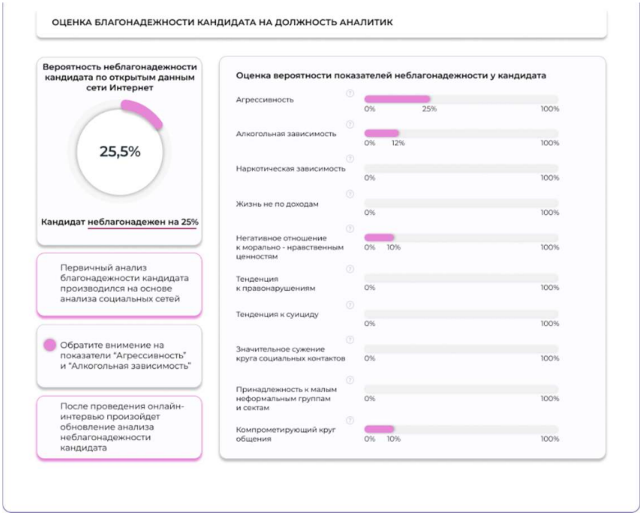 ОЦЕНКА БЛАГОНАДЕЖНОСТИ КАНДИДАТА НА ДОЛЖНОСТЬ АНАЛИТИК
Вероятность неблагонадежности
кандидата по открытым данным
сети Интернет
25,5%
Кандидат неблагонадежен на 25%
Первичный анализ
благонадежности кандидата
производился на основе
анализа социальных сетей
Обратите внимание на
показатели "Агрессивность"
и "Алкогольная зависимость"
После проведения онлайн-
интервью произойдет
обновление анализа
неблагонадежности
кандидата
Оценка вероятности показателей неблагонадежности у кандидата
Агрессивность
?
0% 25% 100%
Алкогольная зависимость
?
0% 12% 100%
Наркотическая зависимость
?
0% 100%
Жизнь не по доходам
?
0% 100%
Негативное отношение
к морально - нравственным
ценностям
?
0% 10% 100%
Тенденция
к правонарушениям
?
0% 100%
Тенденция к суициду
?
0% 100%
Значительное сужение
круга социальных контактов
?
0% 100%
Принадлежность к малым
неформальным группам
и сектам
?
0% 100%
Компрометирующий круг
общения
?
0% 10% 100%